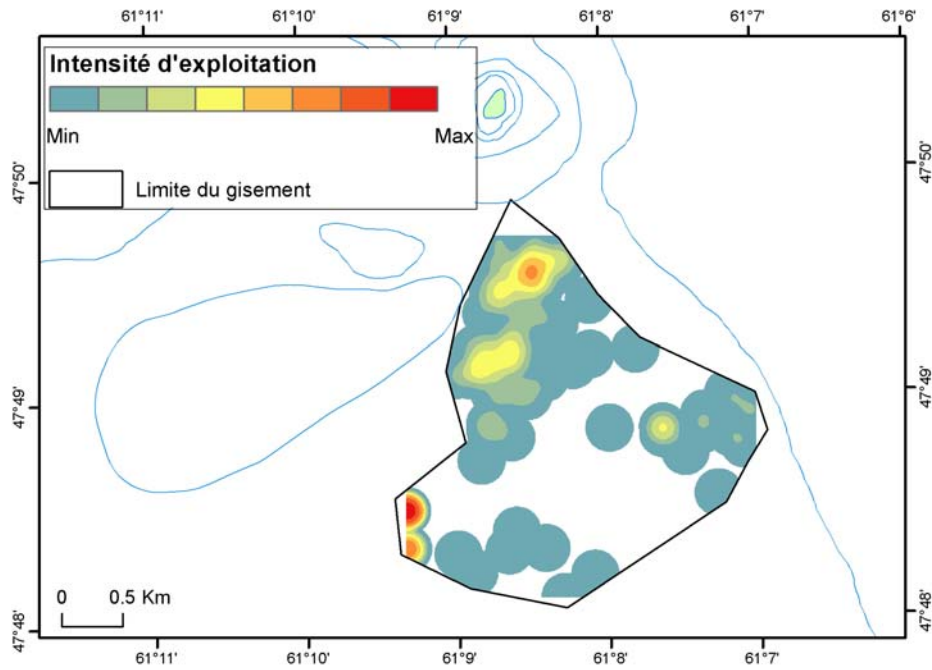 61°11' 61°10' 61°9' 61°8' 61°7' 61°6'
Intensité d'exploitation
Min Max
Limite du gisement
47°50' 47°50'
47°49' 47°49'
47°48' 47°48'
0 0.5 Km
61°11' 61°10' 61°9' 61°8' 61°7'